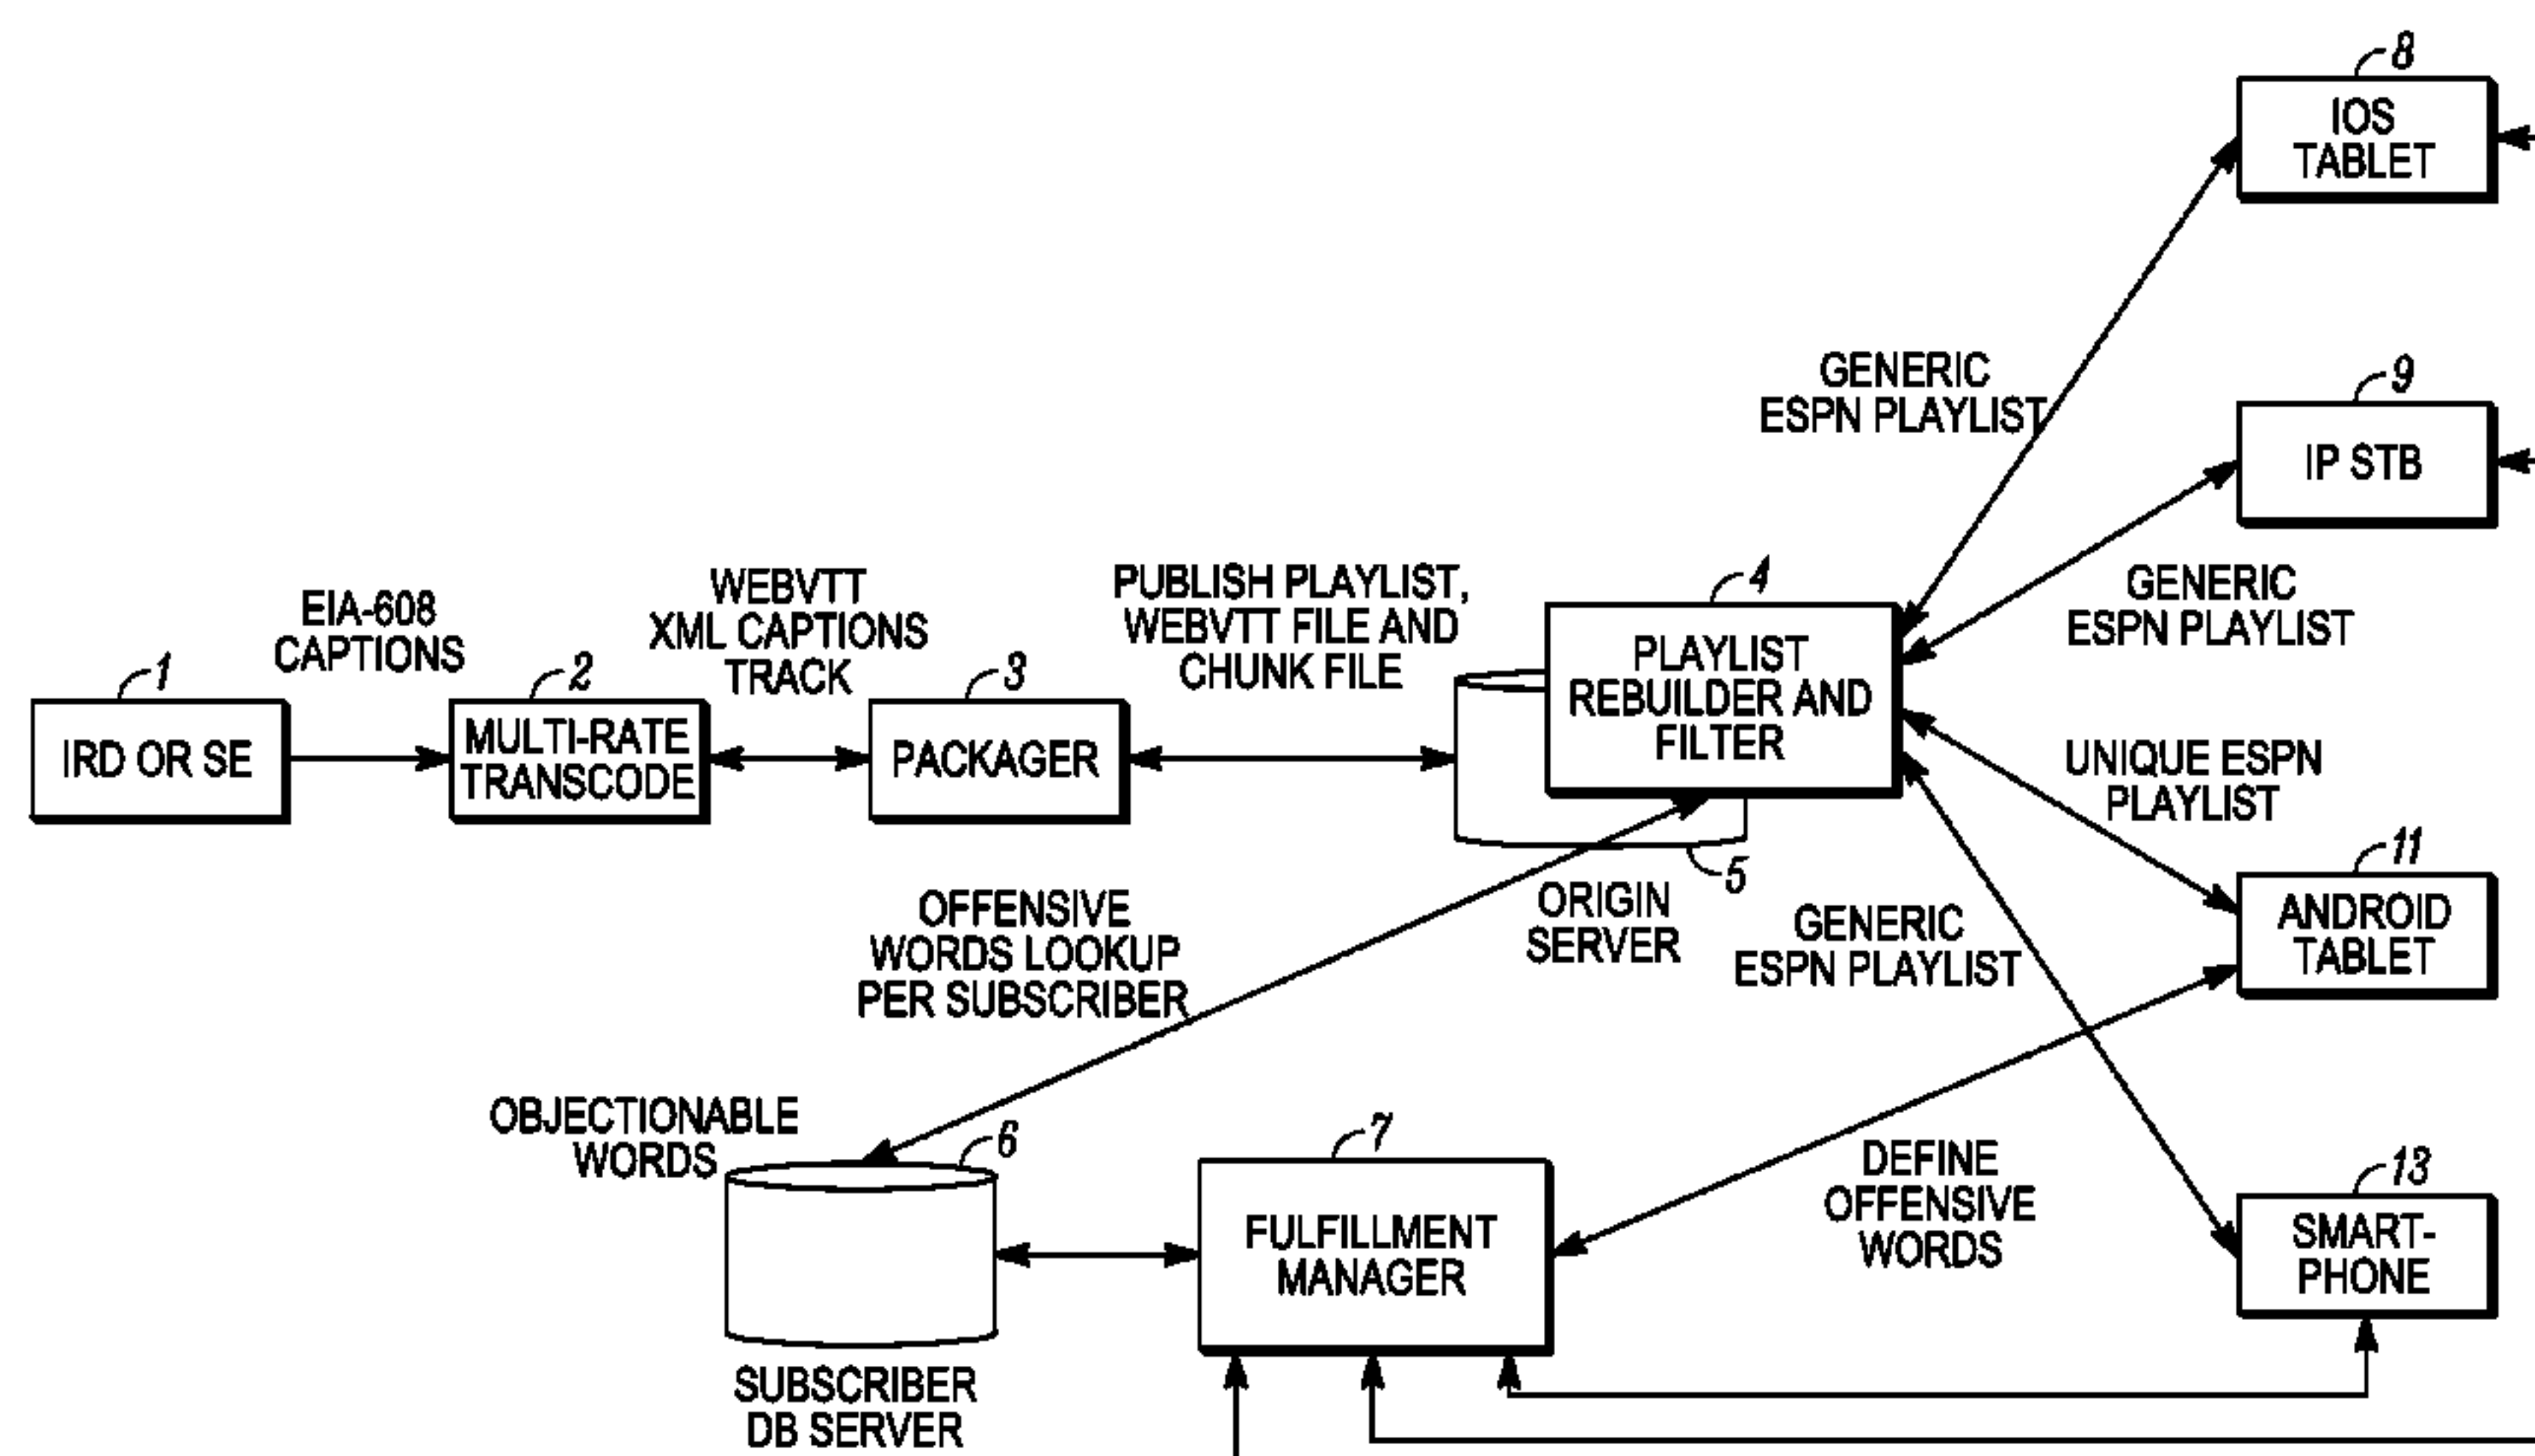 8
IOS
TABLET
GENERIC
ESPN PLAYLIST
9
IP STB
GENERIC
ESPN PLAYLIST
EIA-608
CAPTIONS
WEBVTT
XML CAPTIONS
TRACK
PUBLISH PLAYLIST,
WEBVTT FILE AND
CHUNK FILE
1
IRD OR SE
2
MULTI-RATE
TRANSCODE
3
PACKAGER
4
PLAYLIST
REBUILDER AND
FILTER
5
ORIGIN
SERVER
UNIQUE ESPN
PLAYLIST
11
ANDROID
TABLET
GENERIC
ESPN PLAYLIST
OFFENSIVE
WORDS LOOKUP
PER SUBSCRIBER
OBJECTIONABLE
WORDS
6
SUBSCRIBER
DB SERVER
7
FULFILLMENT
MANAGER
DEFINE
OFFENSIVE
WORDS
13
SMART-
PHONE